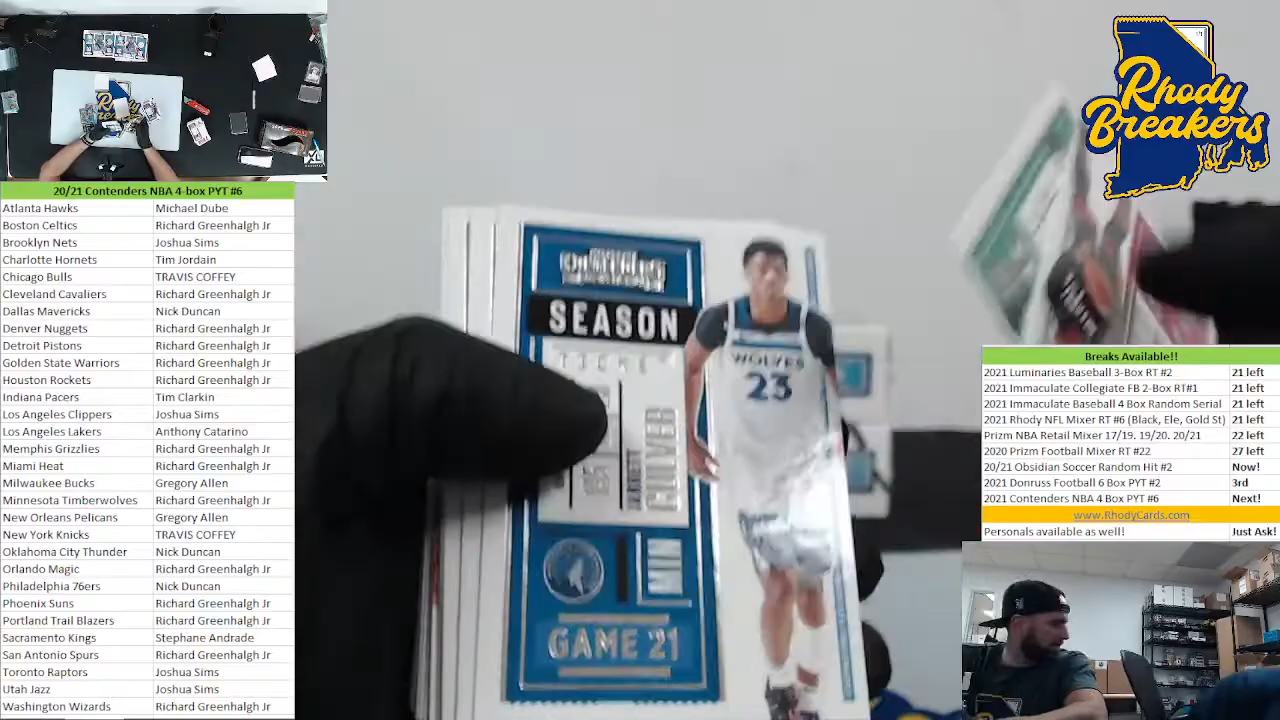 Rhody
Breakers
20/21 Contenders NBA 4-box PYT #6
Atlanta Hawks Michael Dube
Boston Celtics Richard Greenhalgh Jr
Brooklyn Nets Joshua Sims
Charlotte Hornets Tim Jordain
Chicago Bulls TRAVIS COFFEY
Cleveland Cavaliers Richard Greenhalgh Jr
Dallas Mavericks Nick Duncan
Denver Nuggets Richard Greenhalgh Jr
Detroit Pistons Richard Greenhalgh Jr
Golden State Warriors Richard Greenhalgh Jr
Houston Rockets Richard Greenhalgh Jr
Indiana Pacers Tim Clarkin
Los Angeles Clippers Joshua Sims
Los Angeles Lakers Anthony Catarino
Memphis Grizzlies Richard Greenhalgh Jr
Miami Heat Richard Greenhalgh Jr
Milwaukee Bucks Gregory Allen
Minnesota Timberwolves Richard Greenhalgh Jr
New Orleans Pelicans Gregory Allen
New York Knicks TRAVIS COFFEY
Oklahoma City Thunder Nick Duncan
Orlando Magic Richard Greenhalgh Jr
Philadelphia 76ers Nick Duncan
Phoenix Suns Richard Greenhalgh Jr
Portland Trail Blazers Richard Greenhalgh Jr
Sacramento Kings Stephane Andrade
San Antonio Spurs Richard Greenhalgh Jr
Toronto Raptors Joshua Sims
Utah Jazz Joshua Sims
Washington Wizards Richard Greenhalgh Jr
SEASON
TICKET
CULVER
MIN
GAME '21
WOLVES
23
Breaks Available!!
2021 Luminaries Baseball 3-Box RT #2 21 left
2021 Immaculate Collegiate FB 2-Box RT#1 21 left
2021 Immaculate Baseball 4 Box Random Serial 21 left
2021 Rhody NFL Mixer RT #6 (Black, Ele, Gold St) 21 left
Prizm NBA Retail Mixer 17/19. 19/20. 20/21 22 left
2020 Prizm Football Mixer RT #22 27 left
20/21 Obsidian Soccer Random Hit #2 Now!
2021 Donruss Football 6 Box PYT #2 3rd
2021 Contenders NBA 4 Box PYT #6 Next!
www.RhodyCards.com
Personals available as well! Just Ask!